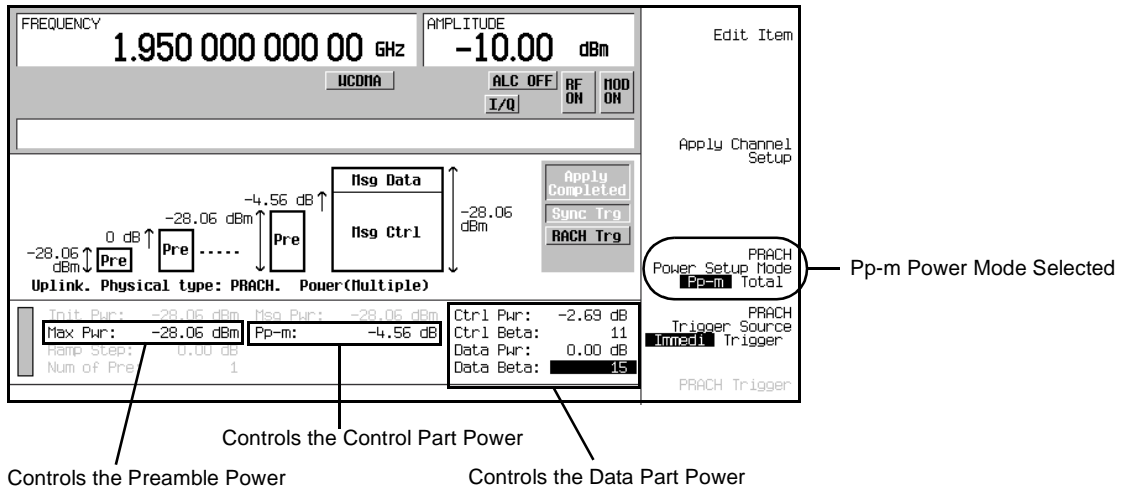 FREQUENCY
1.950 000 000 00 GHz
AMPLITUDE
-10.00 dBm
WCDMA
ALC OFF
I/Q
RF ON
MOD ON
Edit Item
Apply Channel
Setup
Apply
Completed
Sync Trg
RACH Trg
Msg Data
Msg Ctrl
-4.56 dB
-28.06 dBm
-28.06
dBm
0 dB
-28.06
dBm
Pre
Pre
.....
Pre
Uplink. Physical type: PRACH. Power(Multiple)
PRACH
Power Setup Mode
Pp-m Total
Pp-m Power Mode Selected
Init Pwr: -28.06 dBm Msg Pwr: -28.06 dBm
Max Pwr: -28.06 dBm Pp-m: -4.56 dB
Ramp Step: 0.00 dB
Num of Pre 1
Ctrl Pwr: -2.69 dB
Ctrl Beta: 11
Data Pwr: 0.00 dB
Data Beta: 15
PRACH
Trigger Source
Immedi Trigger
PRACH Trigger
Controls the Control Part Power
Controls the Preamble Power
Controls the Data Part Power